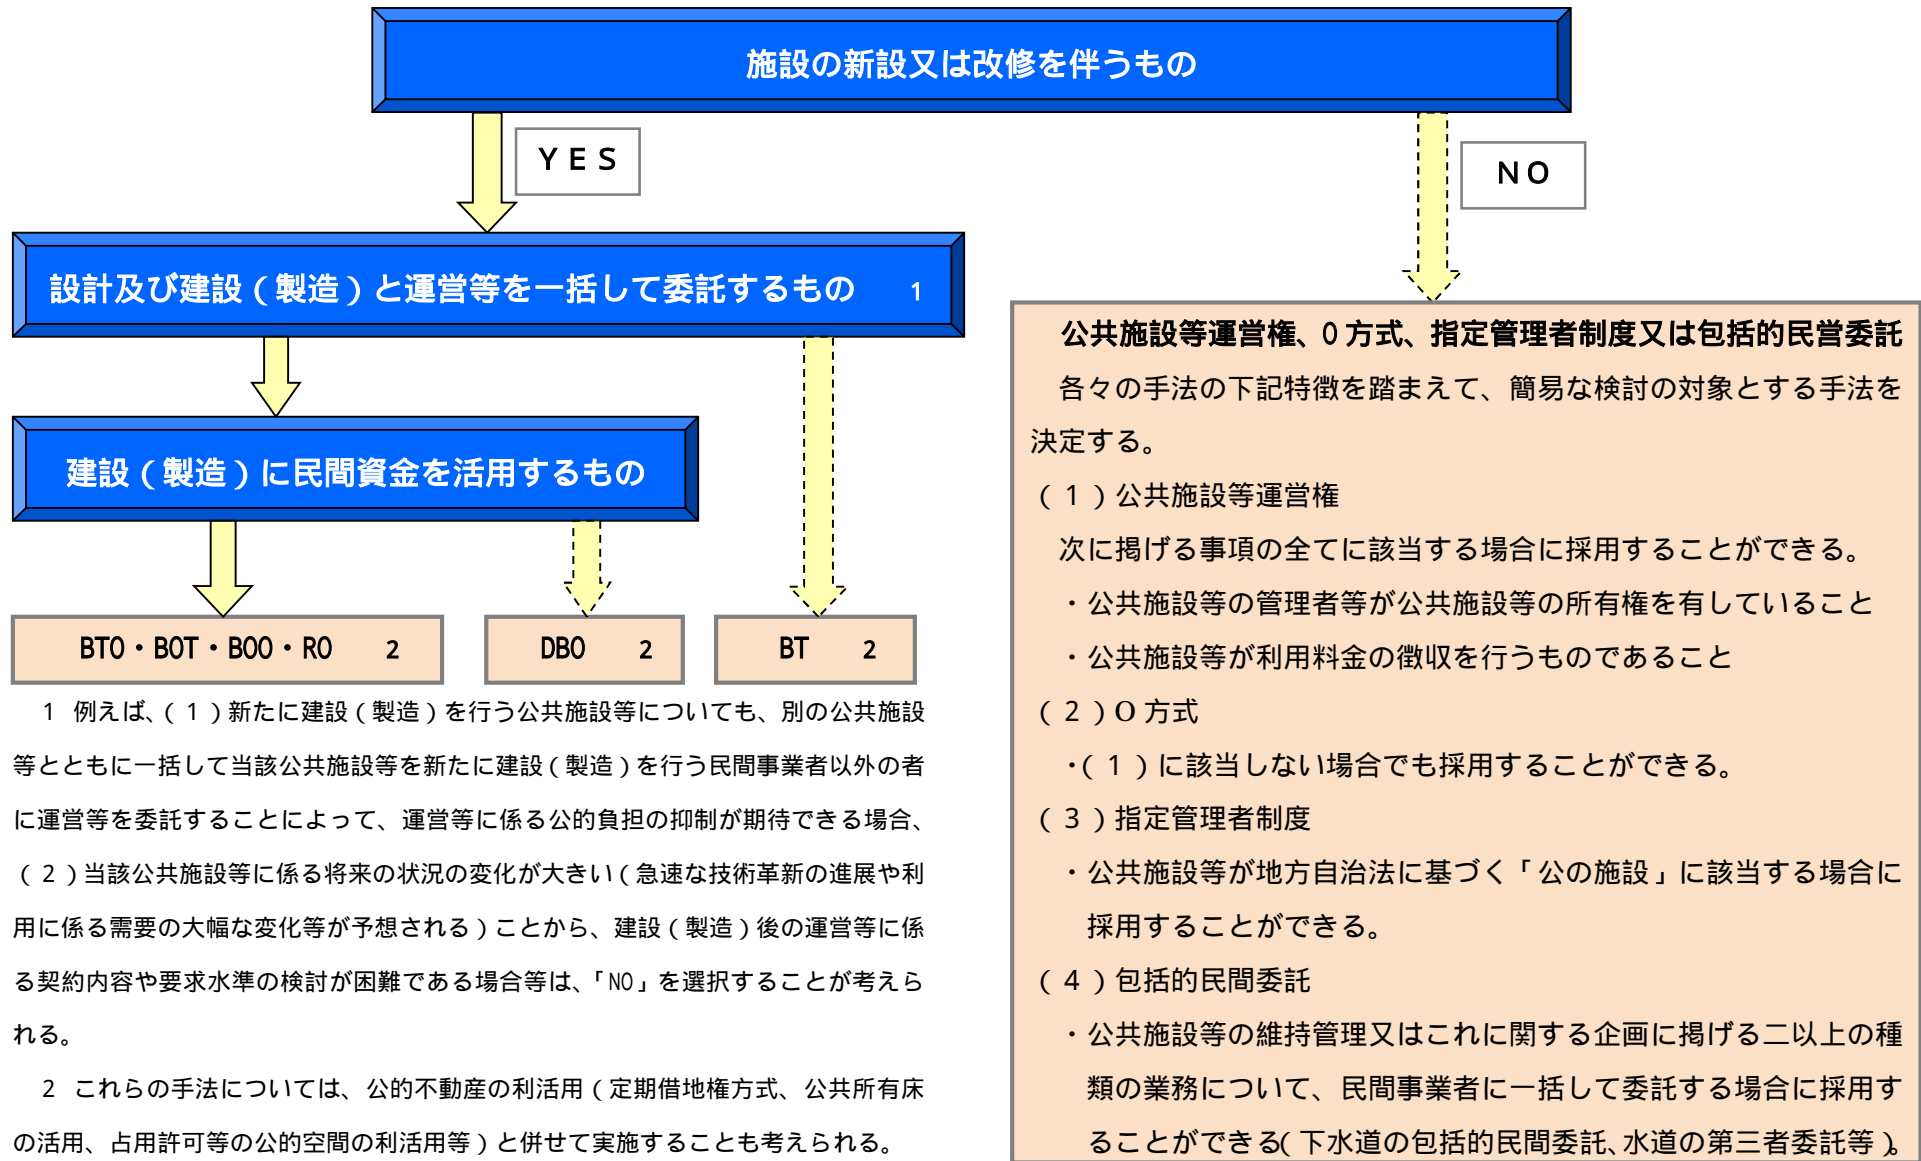 施設の新設又は改修を伴うもの
ＹＥＳ
ＮＯ
設計及び建設（製造）と運営等を一括して委託するもの　1
建設（製造）に民間資金を活用するもの
BTO・BOT・BOO・RO　2
DBO　2
BT　2
1 例えば、（１）新たに建設（製造）を行う公共施設等についても、別の公共施設
等とともに一括して当該公共施設等を新たに建設（製造）を行う民間事業者以外の者
に運営等を委託することによって、運営等に係る公的負担の抑制が期待できる場合、
（２）当該公共施設等に係る将来の状況の変化が大きい（急速な技術革新の進展や利
用に係る需要の大幅な変化等が予想される）ことから、建設（製造）後の運営等に係
る契約内容や要求水準の検討が困難である場合等は、「NO」を選択することが考えら
れる。
2 これらの手法については、公的不動産の利活用（定期借地権方式、公共所有床
の活用、占用許可等の公的空間の利活用等）と併せて実施することも考えられる。
公共施設等運営権、O方式、指定管理者制度又は包括的民営委託
各々の手法の下記特徴を踏まえて、簡易な検討の対象とする手法を
決定する。
（１）公共施設等運営権
次に掲げる事項の全てに該当する場合に採用することができる。
・公共施設等の管理者等が公共施設等の所有権を有していること
・公共施設等が利用料金の徴収を行うものであること
（２）O 方式
・（１）に該当しない場合でも採用することができる。
（３）指定管理者制度
・公共施設等が地方自治法に基づく「公の施設」に該当する場合に
採用することができる。
（４）包括的民間委託
・公共施設等の維持管理又はこれに関する企画に掲げる二以上の種
類の業務について、民間事業者に一括して委託する場合に採用す
ることができる（下水道の包括的民間委託、水道の第三者委託等）。